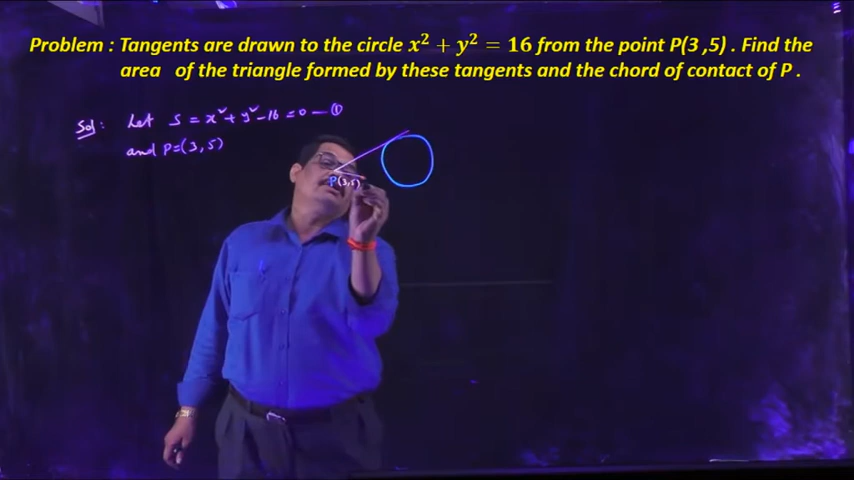 Problem : Tangents are drawn to the circle x² + y² = 16 from the point P(3 ,5) . Find the
area of the triangle formed by these tangents and the chord of contact of P .
Sol : Let S = x² + y² - 16 = 0 — ①
and P = (3, 5)
P(3,5)